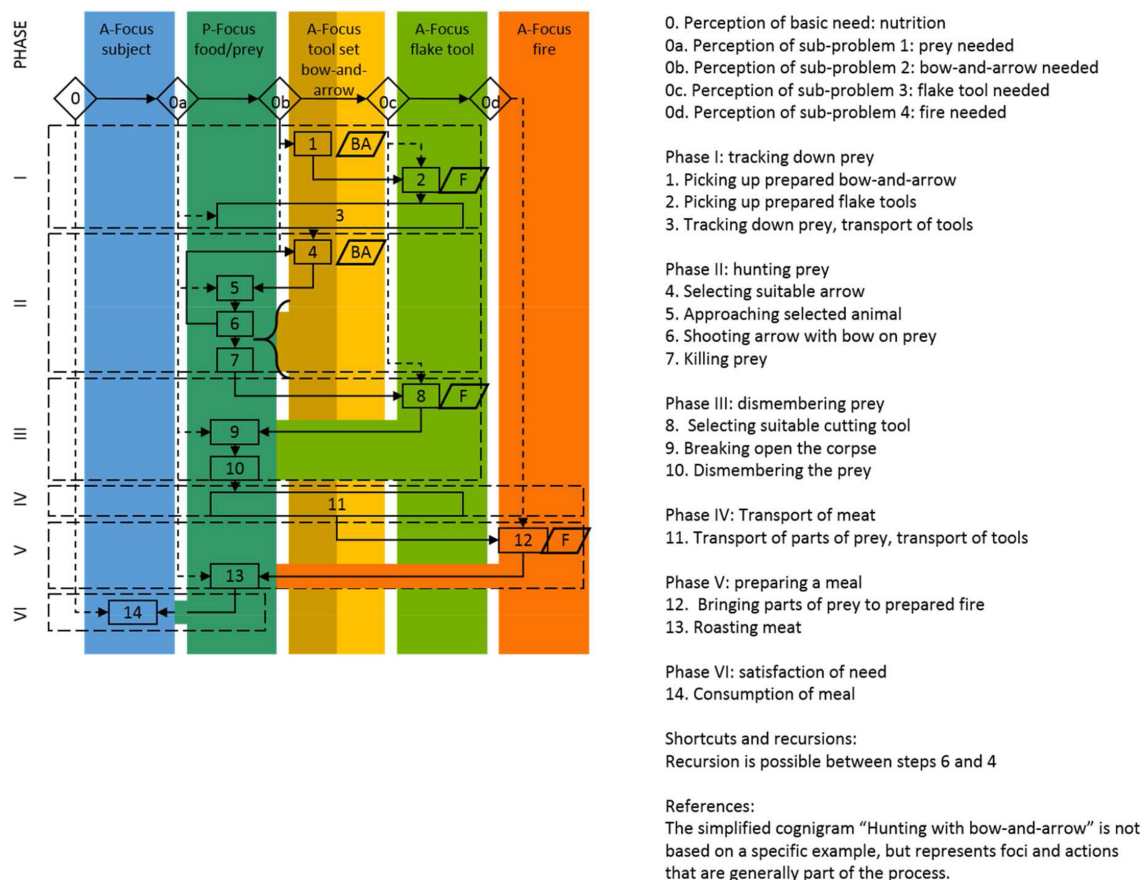 PHASE
A-Focus
subject
P-Focus
food/prey
A-Focus
tool set
bow-and-
arrow
A-Focus
flake tool
A-Focus
fire
0
0a
0b
0c
0d
I
1
BA
2
F
3
II
4
BA
5
6
7
III
8
F
9
10
IV
11
V
12
F
13
VI
14
0. Perception of basic need: nutrition
0a. Perception of sub-problem 1: prey needed
0b. Perception of sub-problem 2: bow-and-arrow needed
0c. Perception of sub-problem 3: flake tool needed
0d. Perception of sub-problem 4: fire needed
Phase I: tracking down prey
1. Picking up prepared bow-and-arrow
2. Picking up prepared flake tools
3. Tracking down prey, transport of tools
Phase II: hunting prey
4. Selecting suitable arrow
5. Approaching selected animal
6. Shooting arrow with bow on prey
7. Killing prey
Phase III: dismembering prey
8. Selecting suitable cutting tool
9. Breaking open the corpse
10. Dismembering the prey
Phase IV: Transport of meat
11. Transport of parts of prey, transport of tools
Phase V: preparing a meal
12. Bringing parts of prey to prepared fire
13. Roasting meat
Phase VI: satisfaction of need
14. Consumption of meal
Shortcuts and recursions:
Recursion is possible between steps 6 and 4
References:
The simplified cognigram “Hunting with bow-and-arrow” is not
based on a specific example, but represents foci and actions
that are generally part of the process.